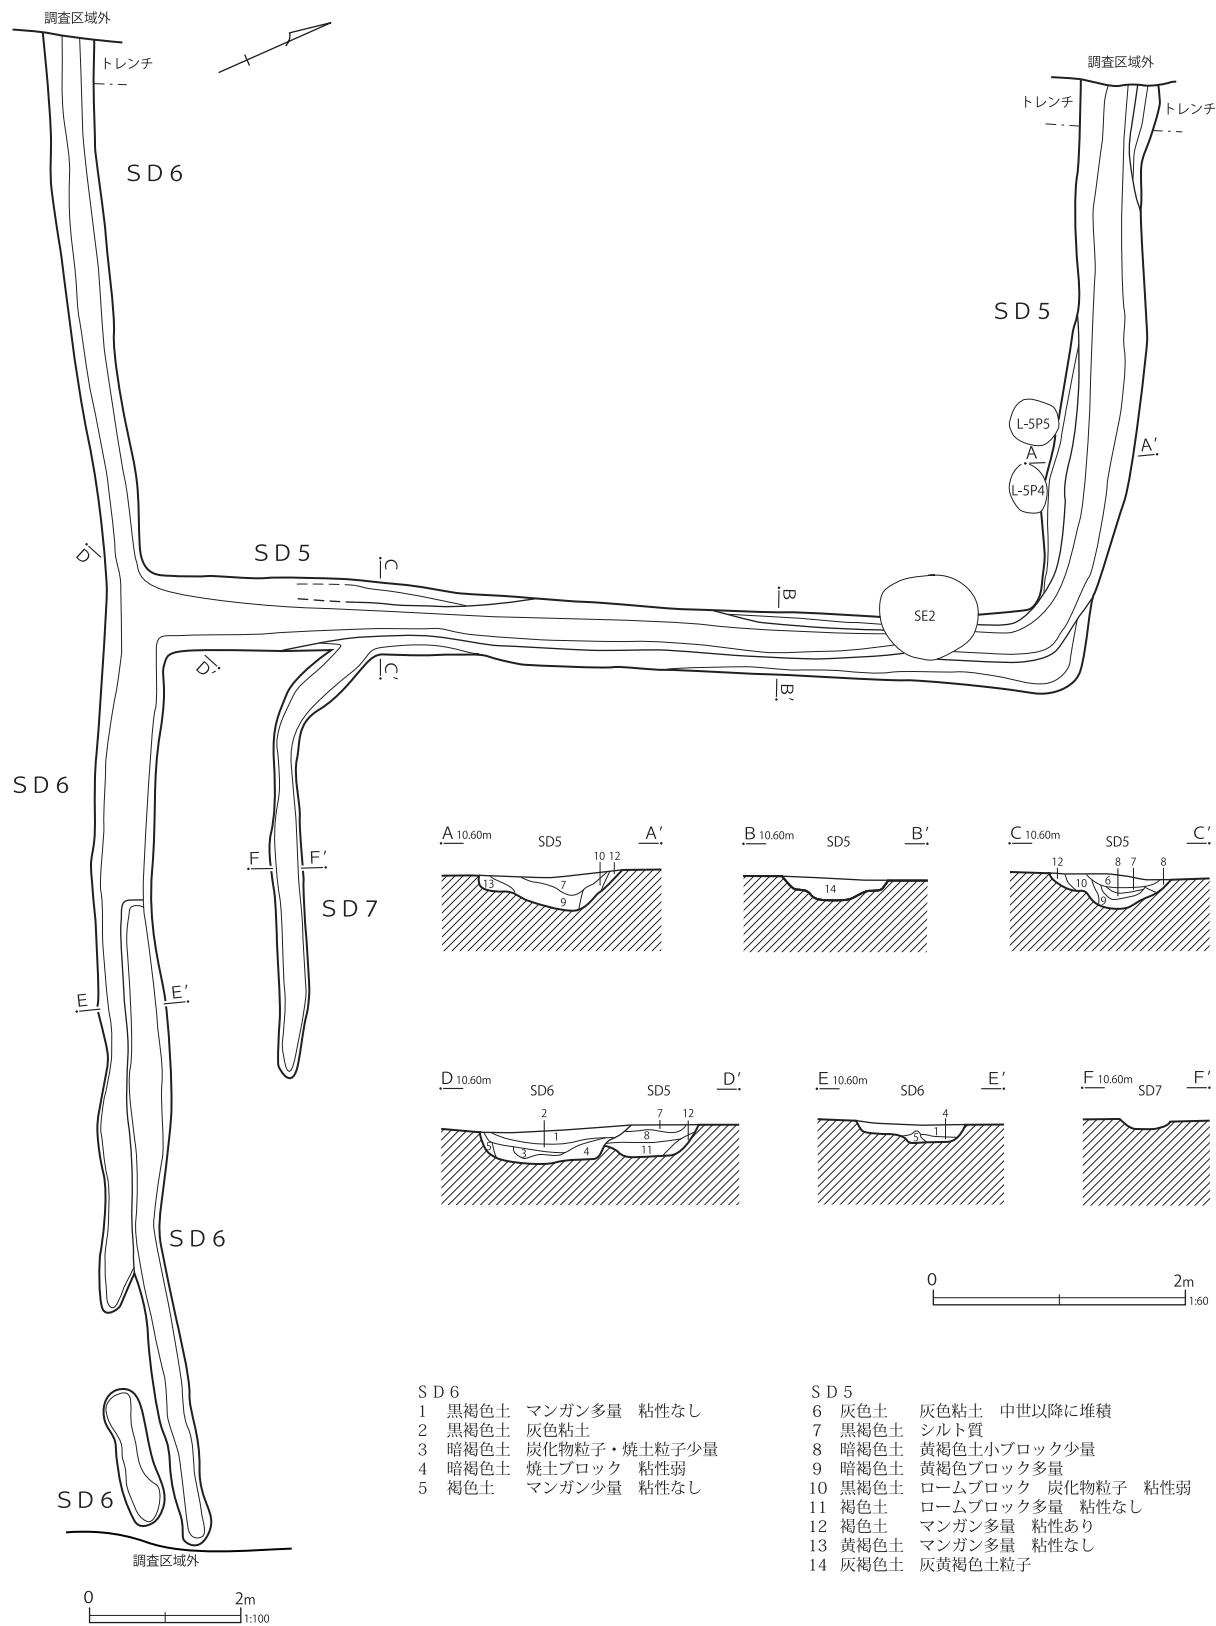 調査区域外
トレンチ
SD6
調査区域外
トレンチ
トレンチ
SD5
L-5P5
A
A′
L-5P4
D
SD5
C
B
SE2
D′
C′
B′
SD6
F
F′
SD7
E
E′
SD6
SD6
調査区域外
0 2m
1:100
A 10.60m SD5 A′
10 12
13 7
9
B 10.60m SD5 B′
14
C 10.60m SD5 C′
12 8 7 8
10 6
9
D 10.60m SD6 SD5 D′
2 7 12
1 8
5 3 4 11
E 10.60m SD6 E′
4
5 1
F 10.60m SD7 F′
0 2m
1:60
SD6
1 黒褐色土 マンガン多量 粘性なし
2 黒褐色土 灰色粘土
3 暗褐色土 炭化物粒子・焼土粒子少量
4 暗褐色土 焼土ブロック 粘性弱
5 褐色土 マンガン少量 粘性なし
SD5
6 灰色土 灰色粘土 中世以降に堆積
7 黒褐色土 シルト質
8 暗褐色土 黄褐色土小ブロック少量
9 暗褐色土 黄褐色ブロック多量
10 黒褐色土 ロームブロック 炭化物粒子 粘性弱
11 褐色土 ロームブロック多量 粘性なし
12 褐色土 マンガン多量 粘性あり
13 黄褐色土 マンガン多量 粘性なし
14 灰褐色土 灰黄褐色土粒子